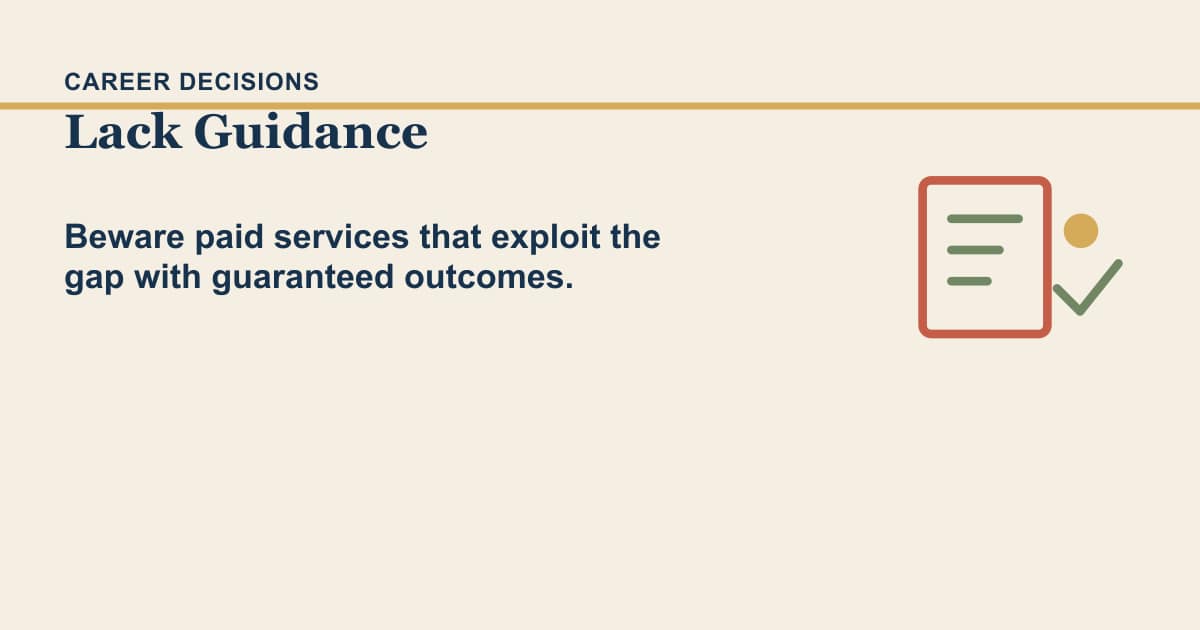 CAREER DECISIONS
Lack Guidance
Beware paid services that exploit the
gap with guaranteed outcomes.